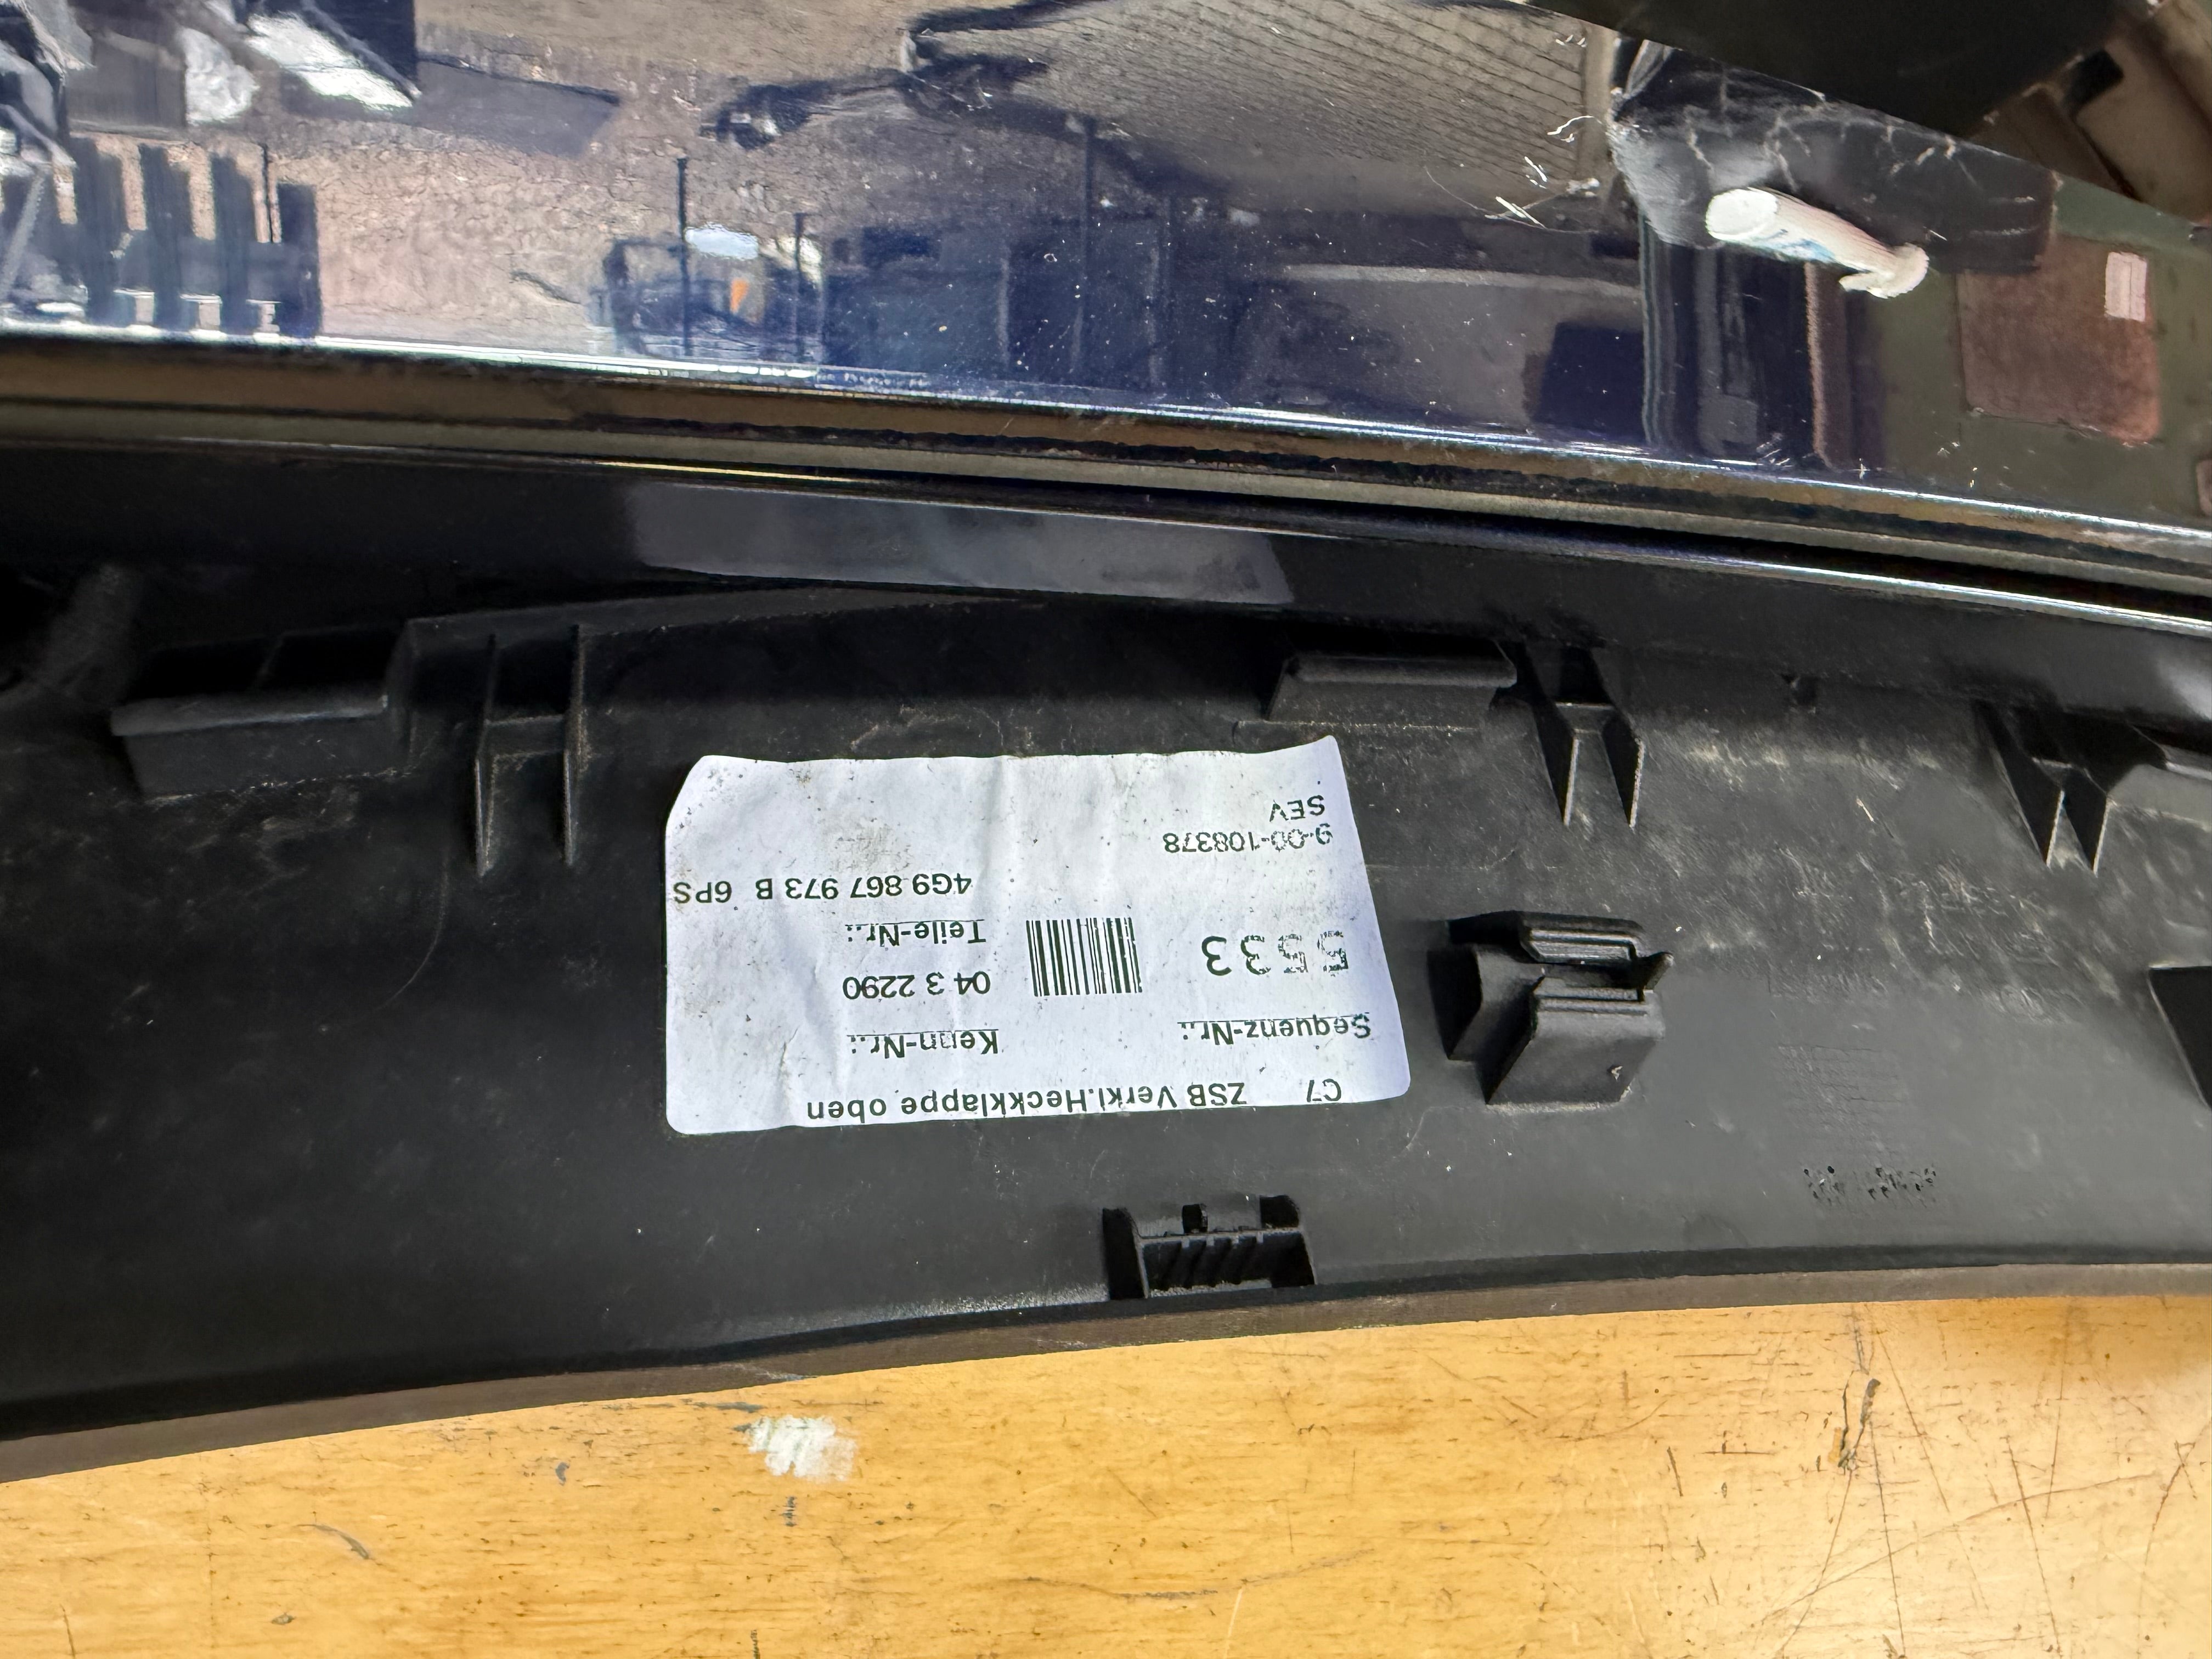 C7 ZSB Verkl.Heckklappe oben
Sequenz-Nr.: Kenn-Nr.:
5533 04 3 2290
Teile-Nr.:
4G9 867 973 B 6PS
9-00-108378
SEV